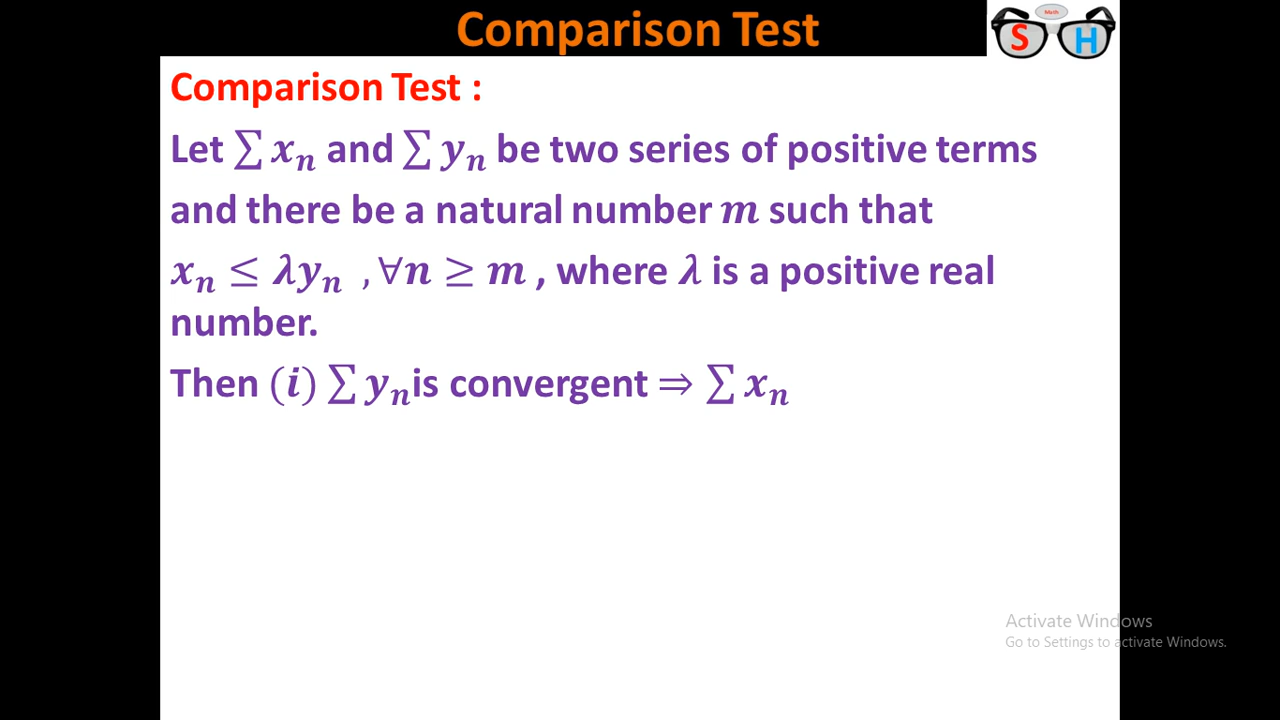 Comparison Test
Math
S H
Comparison Test :
Let ∑ xₙ and ∑ yₙ be two series of positive terms
and there be a natural number m such that
xₙ ≤ λyₙ , ∀n ≥ m , where λ is a positive real
number.
Then (i) ∑ yₙis convergent ⇒ ∑ xₙ
Activate Windows
Go to Settings to activate Windows.